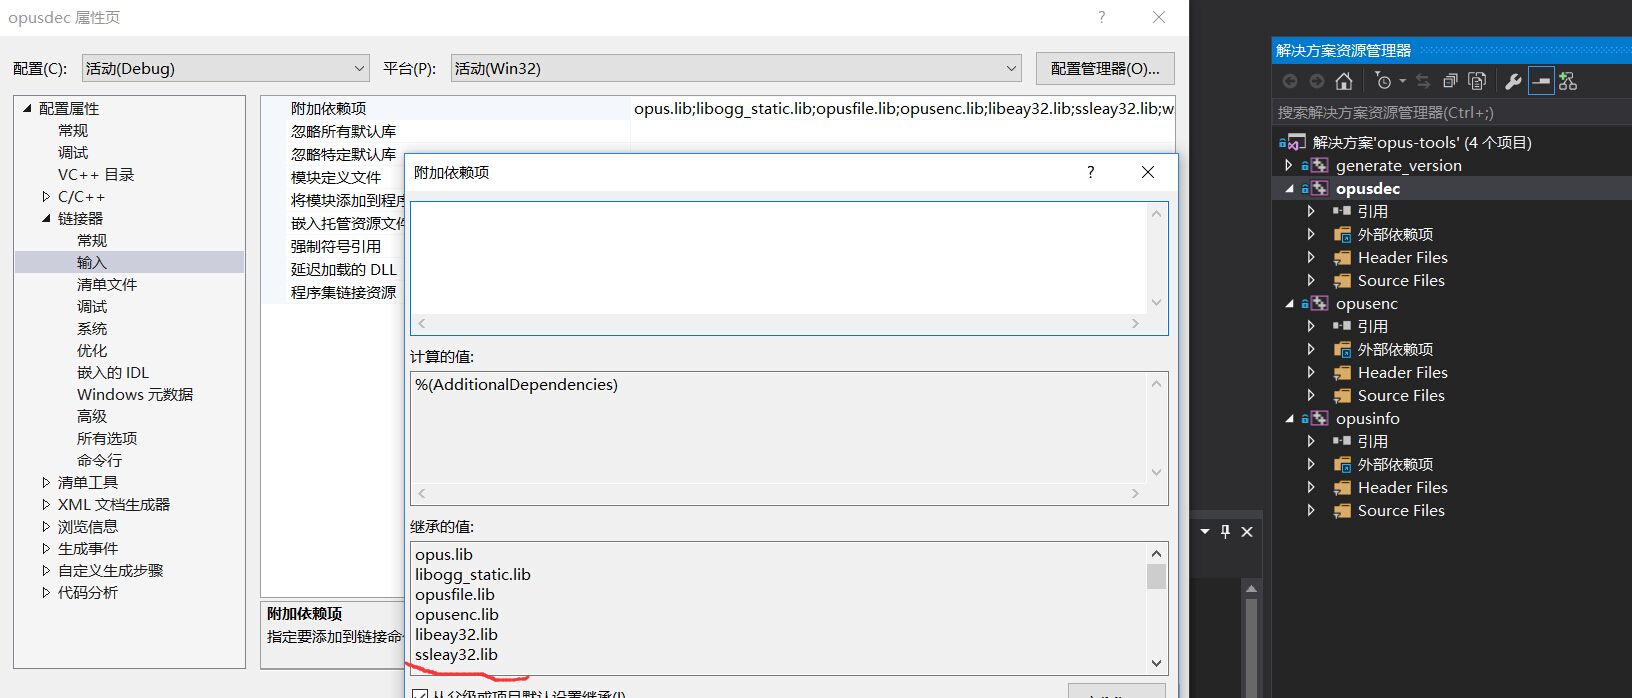 opusdec 属性页
配置(C):
活动(Debug)
平台(P):
活动(Win32)
配置管理器(O)...
配置属性
常规
调试
VC++ 目录
C/C++
链接器
常规
输入
清单文件
调试
系统
优化
嵌入的 IDL
Windows 元数据
高级
所有选项
命令行
清单工具
XML 文档生成器
浏览信息
生成事件
自定义生成步骤
代码分析
附加依赖项
opus.lib;libogg_static.lib;opusfile.lib;opusenc.lib;libeay32.lib;ssleay32.lib;w
忽略所有默认库
忽略特定默认库
模块定义文件
将模块添加到程序
嵌入托管资源文件
强制符号引用
延迟加载的 DLL
程序集链接资源
附加依赖项
指定要添加到链接命
附加依赖项
计算的值:
%(AdditionalDependencies)
继承的值:
opus.lib
libogg_static.lib
opusfile.lib
opusenc.lib
libeay32.lib
ssleay32.lib
从父级或项目默认设置继承(I)
解决方案资源管理器
搜索解决方案资源管理器(Ctrl+;)
解决方案'opus-tools' (4 个项目)
generate_version
opusdec
引用
外部依赖项
Header Files
Source Files
opusenc
引用
外部依赖项
Header Files
Source Files
opusinfo
引用
外部依赖项
Header Files
Source Files